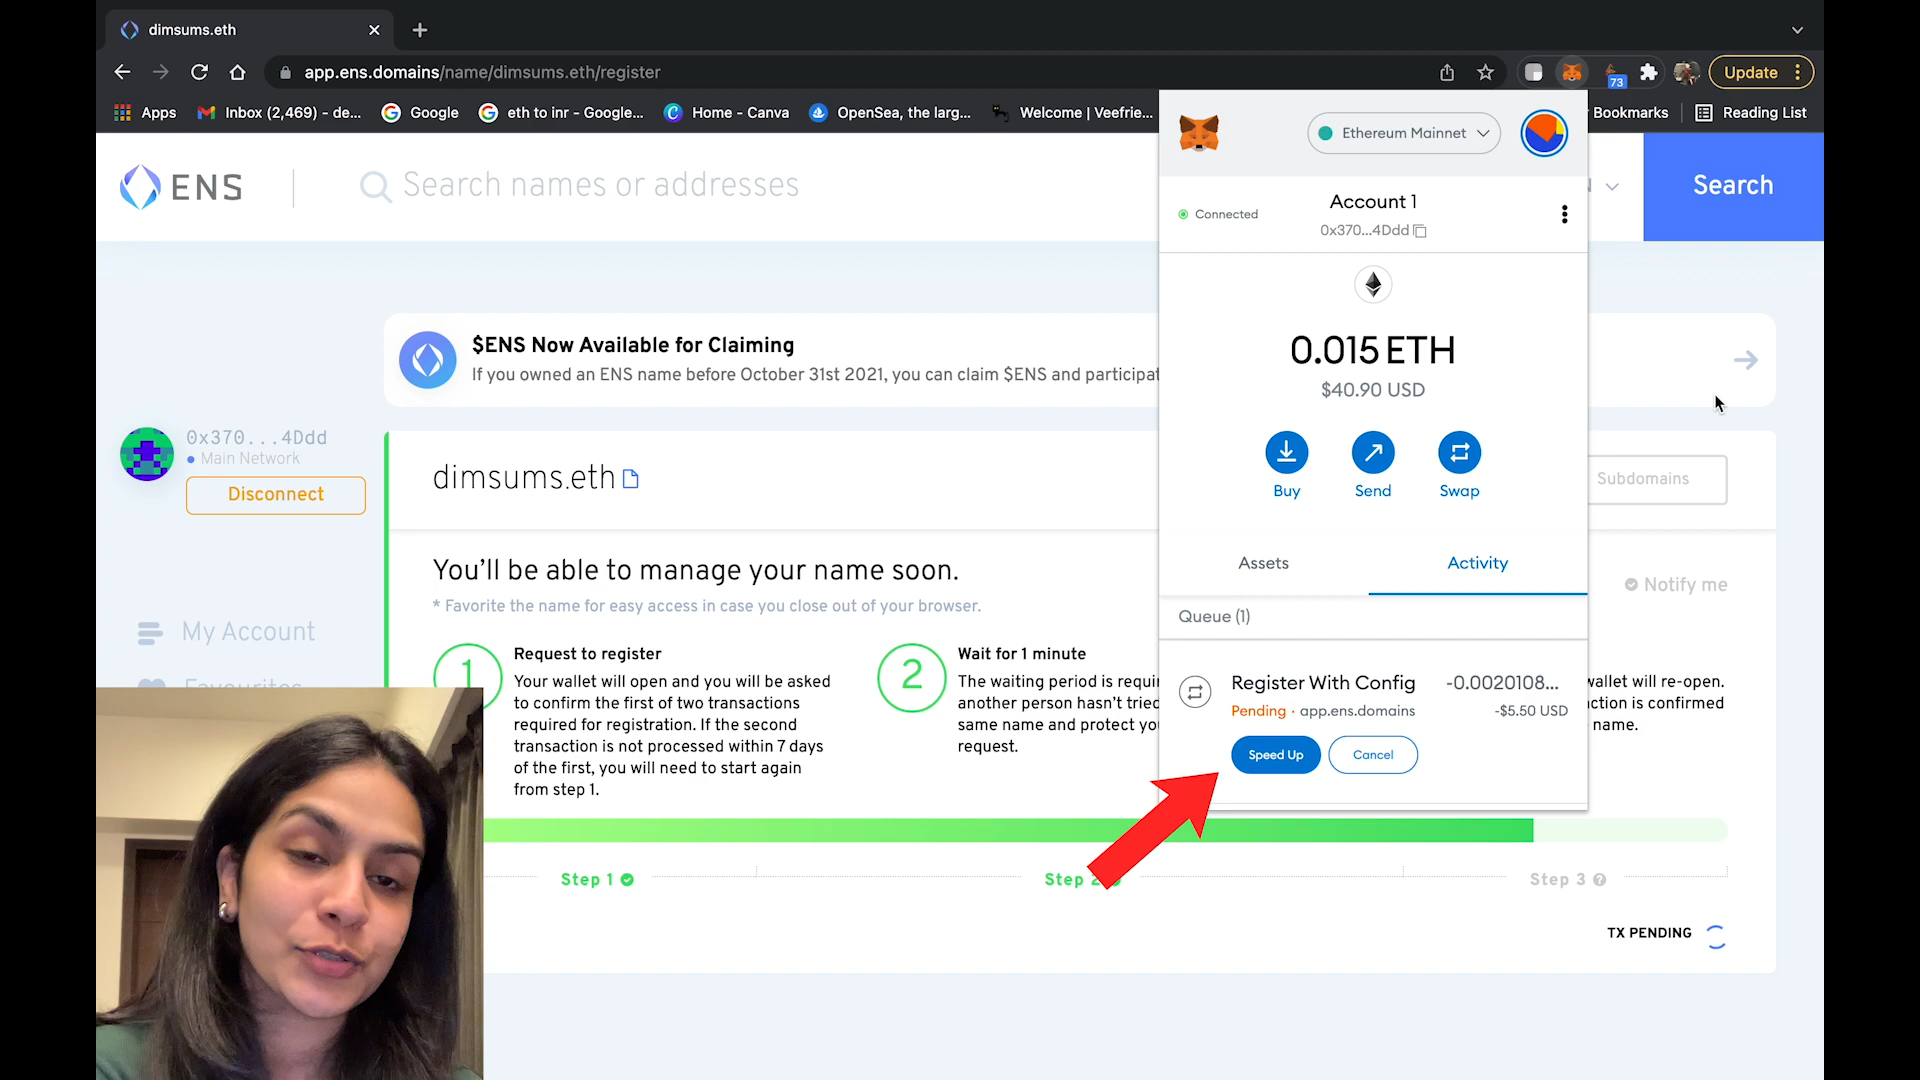 dimsums.eth
app.ens.domains/name/dimsums.eth/register
73
Update
Apps
Inbox (2,469) - de...
Google
eth to inr - Google...
Home - Canva
OpenSea, the larg...
Welcome | Veefrie...
Bookmarks
Reading List
ENS
Search names or addresses
Search
Ethereum Mainnet
Connected
Account 1
0x370...4Ddd
0.015 ETH
$40.90 USD
Buy
Send
Swap
Assets
Activity
Queue (1)
Register With Config
-0.0020108...
Pending · app.ens.domains
-$5.50 USD
Speed Up
Cancel
$ENS Now Available for Claiming
If you owned an ENS name before October 31st 2021, you can claim $ENS and participat
0x370...4Ddd
Main Network
Disconnect
My Account
Favourites
dimsums.eth
Subdomains
You'll be able to manage your name soon.
* Favorite the name for easy access in case you close out of your browser.
Notify me
1
Request to register
Your wallet will open and you will be asked
to confirm the first of two transactions
required for registration. If the second
transaction is not processed within 7 days
of the first, you will need to start again
from step 1.
2
Wait for 1 minute
The waiting period is requi
another person hasn't tried
same name and protect yo
request.
wallet will re-open.
ction is confirmed
name.
Step 1
Step 2
Step 3
TX PENDING